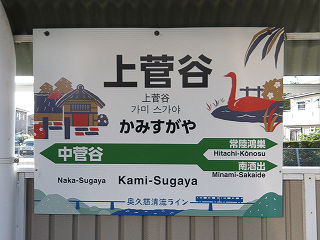 上菅谷
上菅谷
가미 스가야
かみすがや
中菅谷
常陸鴻巣
Hitachi-Kōnosu
南酒出
Minami-Sakaide
Naka-Sugaya
Kami-Sugaya
奥久慈清流ライン